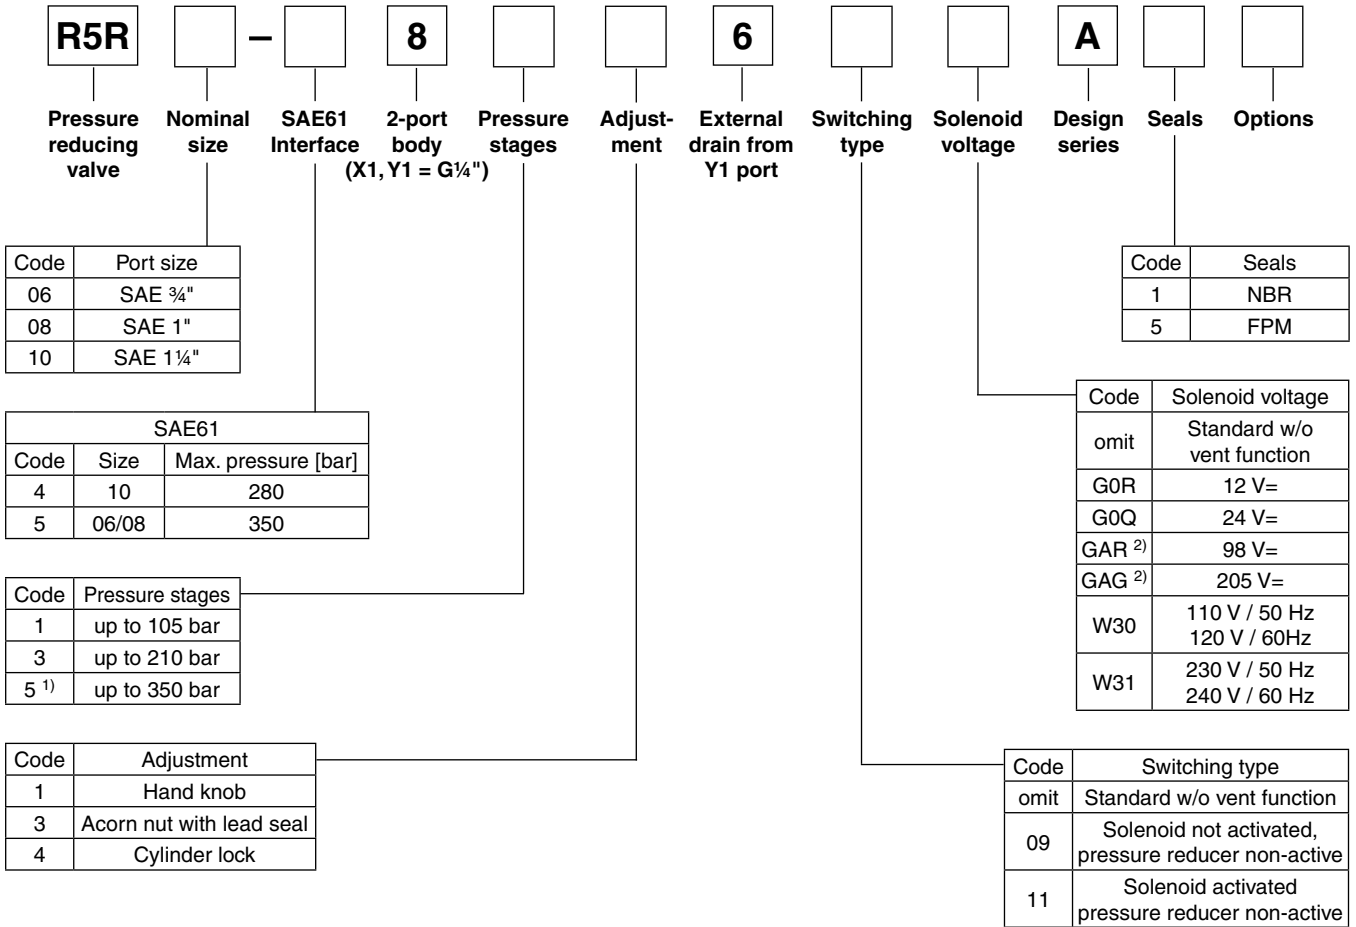 R5R – 8 6 A
Pressure reducing valve
Nominal size
SAE61 Interface
2-port body (X1, Y1 = G¼")
Pressure stages
Adjust-ment
External drain from Y1 port
Switching type
Solenoid voltage
Design series
Seals
Options
Code Port size
06 SAE ¾"
08 SAE 1"
10 SAE 1¼"
SAE61
Code Size Max. pressure [bar]
4 10 280
5 06/08 350
Code Pressure stages
1 up to 105 bar
3 up to 210 bar
5 1) up to 350 bar
Code Adjustment
1 Hand knob
3 Acorn nut with lead seal
4 Cylinder lock
Code Seals
1 NBR
5 FPM
Code Solenoid voltage
omit Standard w/o
vent function
G0R 12 V=
G0Q 24 V=
GAR 2) 98 V=
GAG 2) 205 V=
W30 110 V / 50 Hz
120 V / 60Hz
W31 230 V / 50 Hz
240 V / 60 Hz
Code Switching type
omit Standard w/o vent function
09 Solenoid not activated,
pressure reducer non-active
11 Solenoid activated
pressure reducer non-active